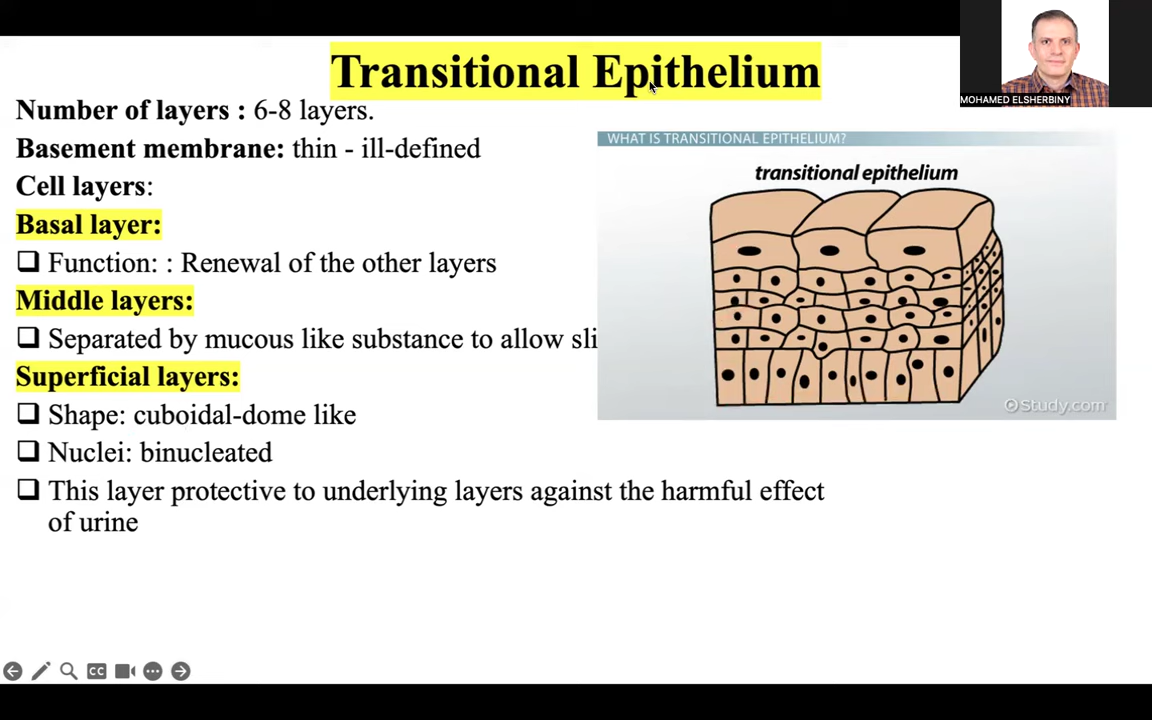 Transitional Epithelium
MOHAMED ELSHERBINY
Number of layers : 6-8 layers.
Basement membrane: thin - ill-defined
Cell layers:
Basal layer:
❑ Function: : Renewal of the other layers
Middle layers:
❑ Separated by mucous like substance to allow sli
Superficial layers:
❑ Shape: cuboidal-dome like
❑ Nuclei: binucleated
❑ This layer protective to underlying layers against the harmful effect
of urine
WHAT IS TRANSITIONAL EPITHELIUM?
transitional epithelium
Study.com
CC